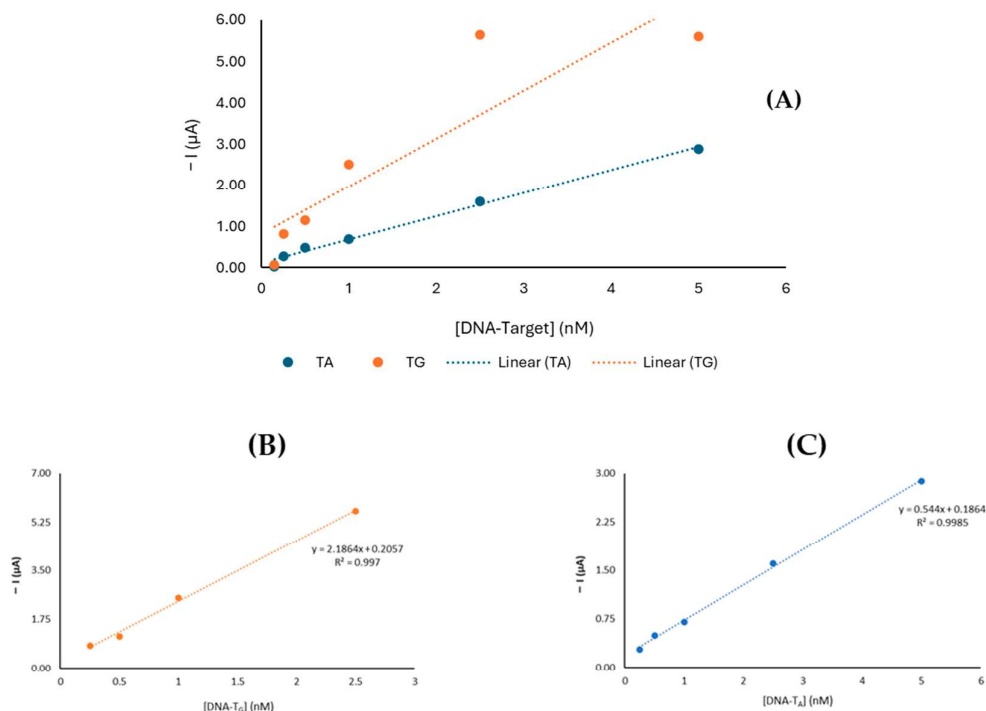 6.00
5.00
4.00
3.00
2.00
1.00
0.00
– I (µA)
(A)
0 1 2 3 4 5 6
[DNA-Target] (nM)
TA TG Linear (TA) Linear (TG)
(B)
7.00
5.25
3.50
1.75
0.00
– I (µA)
y = 2.1864x + 0.2057
R² = 0.997
0 0.5 1 1.5 2 2.5 3
[DNA-T_G] (nM)
(C)
3.00
2.25
1.50
0.75
0.00
– I (µA)
y = 0.544x + 0.1864
R² = 0.9985
0 1 2 3 4 5 6
[DNA-T_A] (nM)